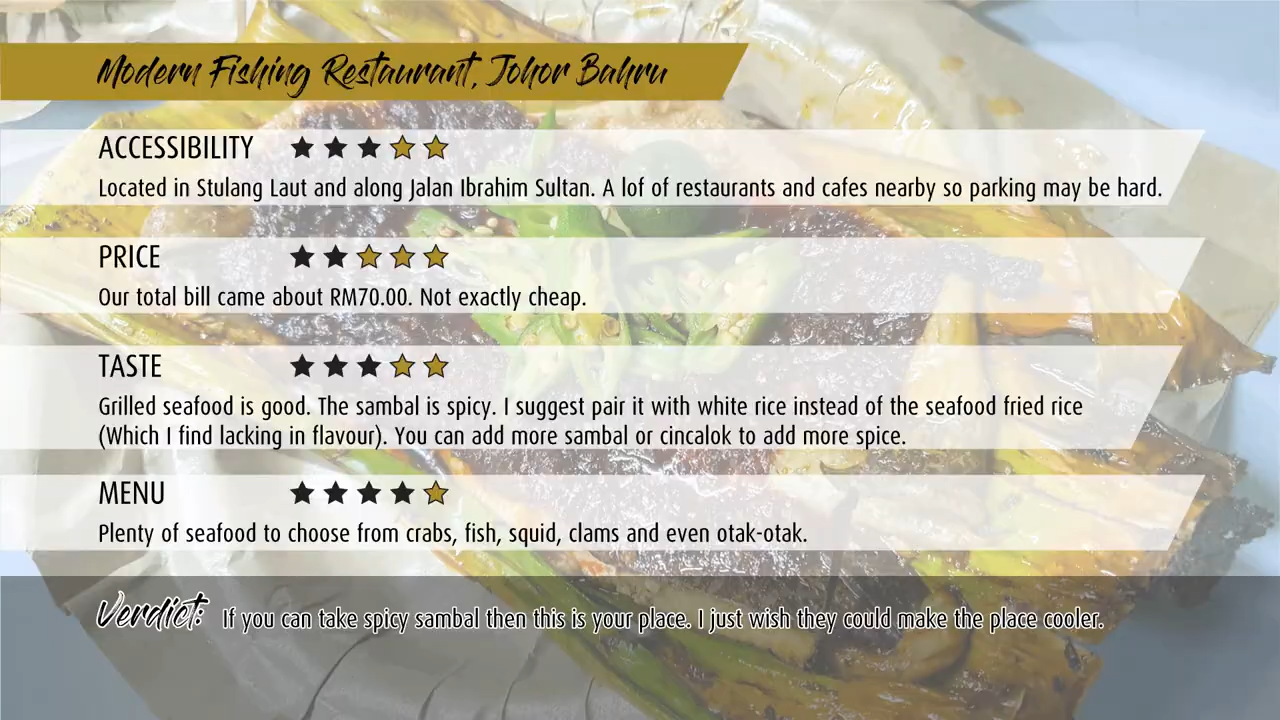 Modern Fishing Restaurant, Johor Bahru
ACCESSIBILITY
Located in Stulang Laut and along Jalan Ibrahim Sultan. A lof of restaurants and cafes nearby so parking may be hard.
PRICE
Our total bill came about RM70.00. Not exactly cheap.
TASTE
Grilled seafood is good. The sambal is spicy. I suggest pair it with white rice instead of the seafood fried rice
(Which I find lacking in flavour). You can add more sambal or cincalok to add more spice.
MENU
Plenty of seafood to choose from crabs, fish, squid, clams and even otak-otak.
Verdict: If you can take spicy sambal then this is your place. I just wish they could make the place cooler.